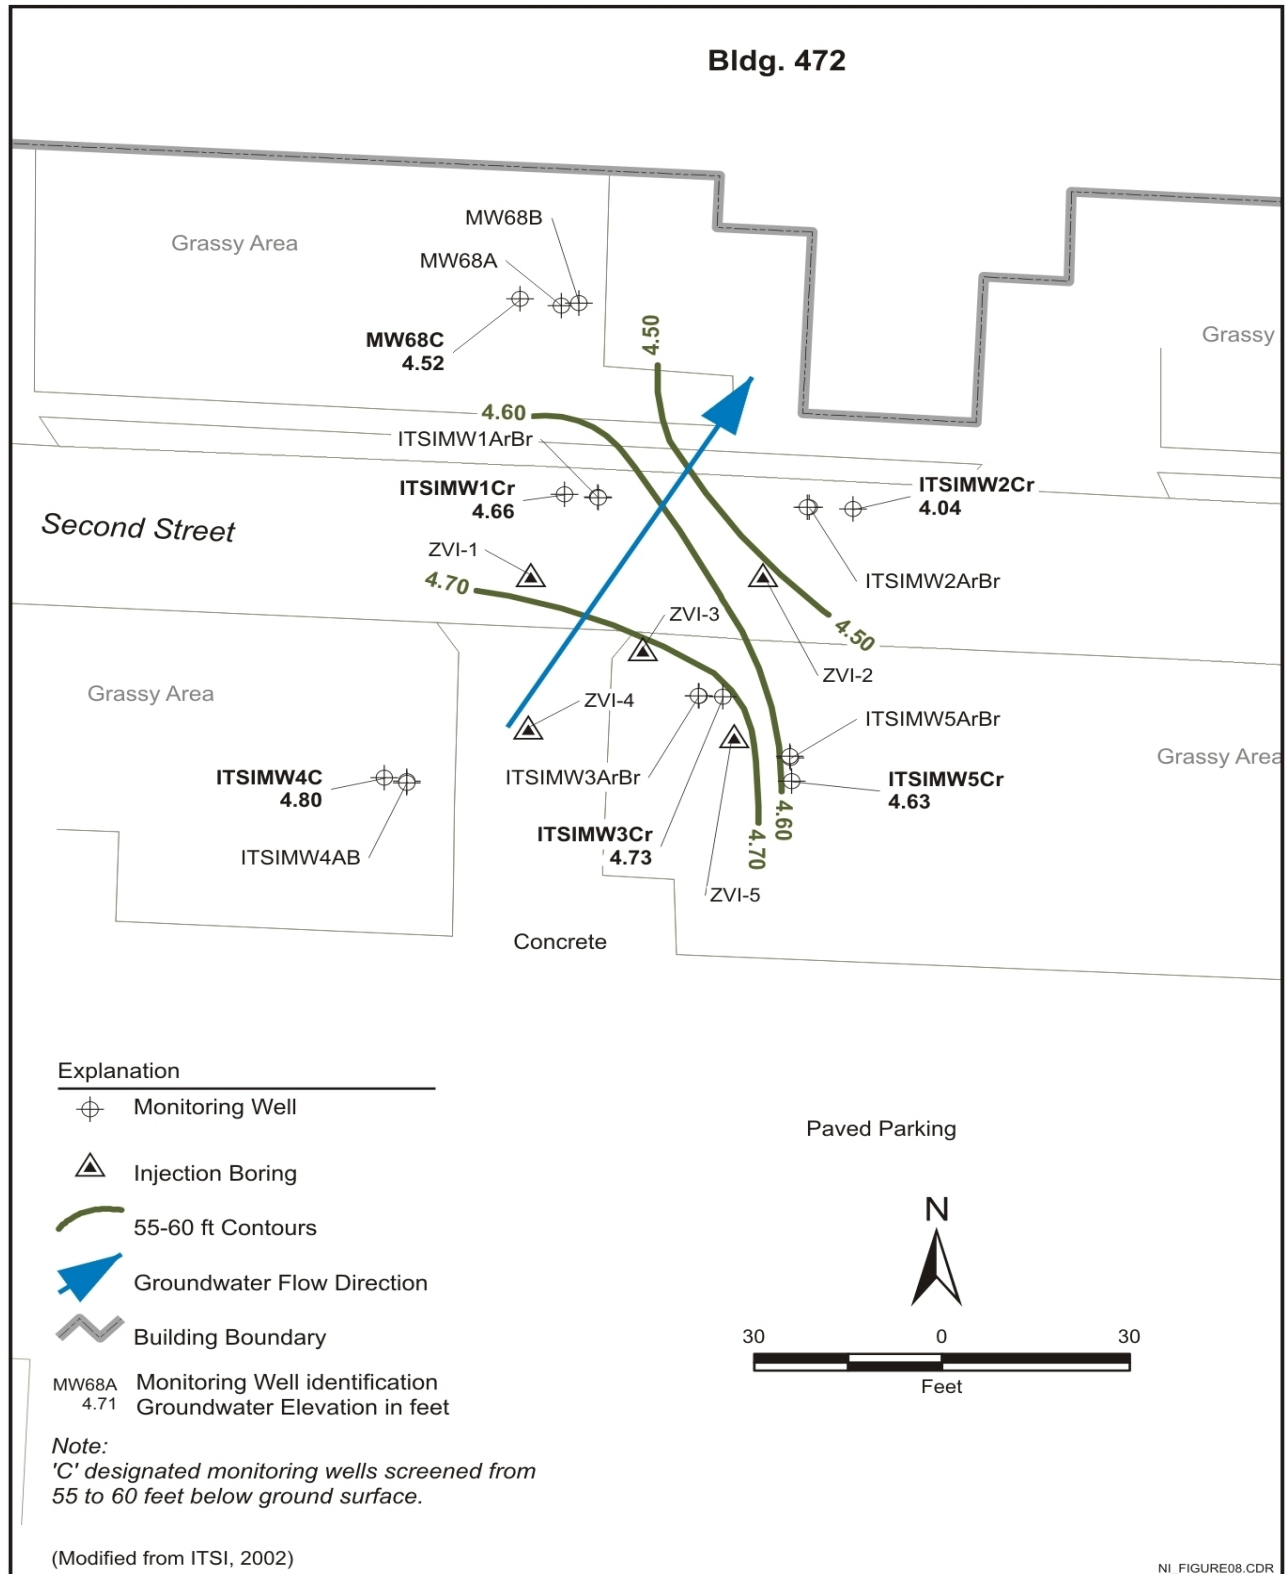 Bldg. 472
MW68B
Grassy Area
MW68A
4.50
Grassy
MW68C
4.52
4.60
ITSIMW1ArBr
ITSIMW1Cr
4.66
ITSIMW2Cr
4.04
Second Street
ZVI-1
4.70
ITSIMW2ArBr
ZVI-3
4.50
ZVI-2
Grassy Area
ZVI-4
ITSIMW5ArBr
Grassy Area
ITSIMW4C
4.80
ITSIMW3ArBr
ITSIMW5Cr
4.63
4.60
ITSIMW3Cr
4.73
4.70
ITSIMW4AB
ZVI-5
Concrete
Explanation
Monitoring Well
Injection Boring
55-60 ft Contours
Groundwater Flow Direction
Building Boundary
MW68A
4.71
Monitoring Well identification
Groundwater Elevation in feet
Paved Parking
N
30 0 30
Feet
Note:
'C' designated monitoring wells screened from
55 to 60 feet below ground surface.
(Modified from ITSI, 2002)
NI_FIGURE08.CDR